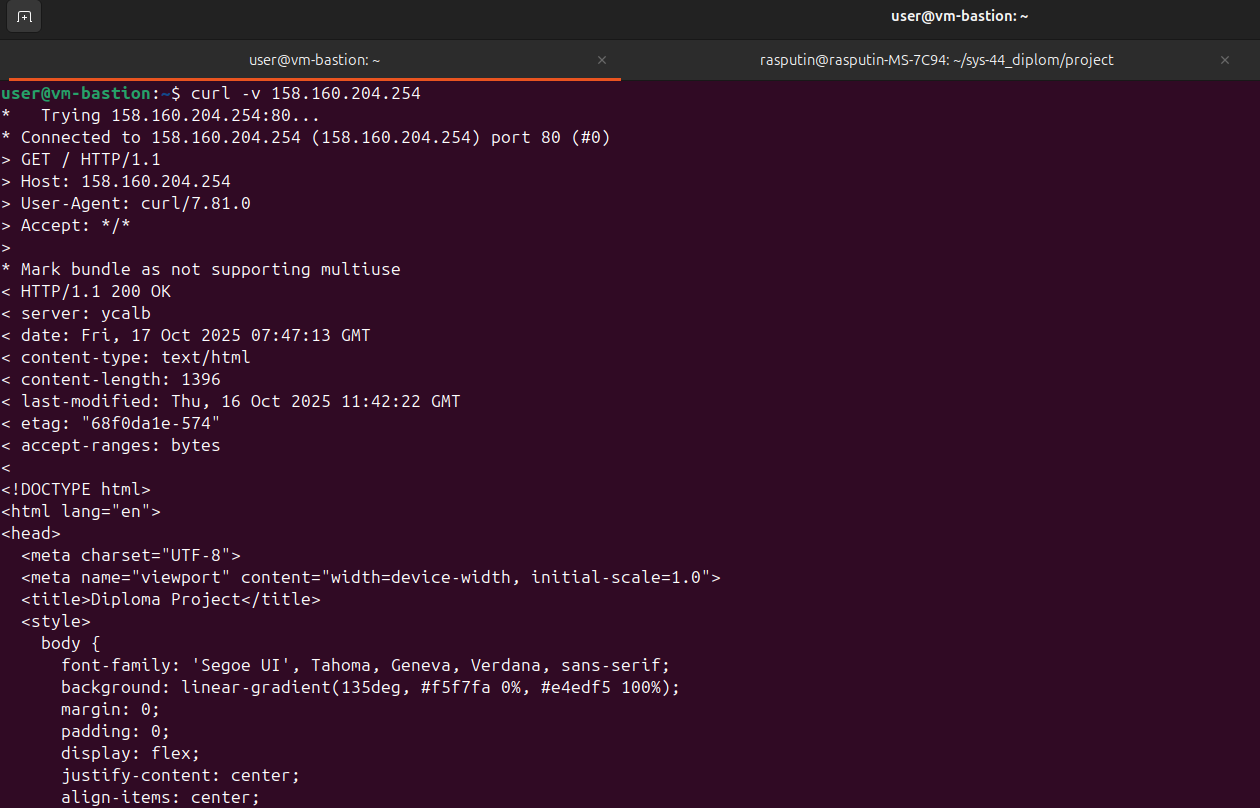 user@vm-bastion: ~
user@vm-bastion: ~ × rasputin@rasputin-MS-7C94: ~/sys-44_diplom/project ×
user@vm-bastion:~$ curl -v 158.160.204.254
*   Trying 158.160.204.254:80...
* Connected to 158.160.204.254 (158.160.204.254) port 80 (#0)
> GET / HTTP/1.1
> Host: 158.160.204.254
> User-Agent: curl/7.81.0
> Accept: */*
>
* Mark bundle as not supporting multiuse
< HTTP/1.1 200 OK
< server: ycalb
< date: Fri, 17 Oct 2025 07:47:13 GMT
< content-type: text/html
< content-length: 1396
< last-modified: Thu, 16 Oct 2025 11:42:22 GMT
< etag: "68f0da1e-574"
< accept-ranges: bytes
<
<!DOCTYPE html>
<html lang="en">
<head>
  <meta charset="UTF-8">
  <meta name="viewport" content="width=device-width, initial-scale=1.0">
  <title>Diploma Project</title>
  <style>
    body {
      font-family: 'Segoe UI', Tahoma, Geneva, Verdana, sans-serif;
      background: linear-gradient(135deg, #f5f7fa 0%, #e4edf5 100%);
      margin: 0;
      padding: 0;
      display: flex;
      justify-content: center;
      align-items: center;